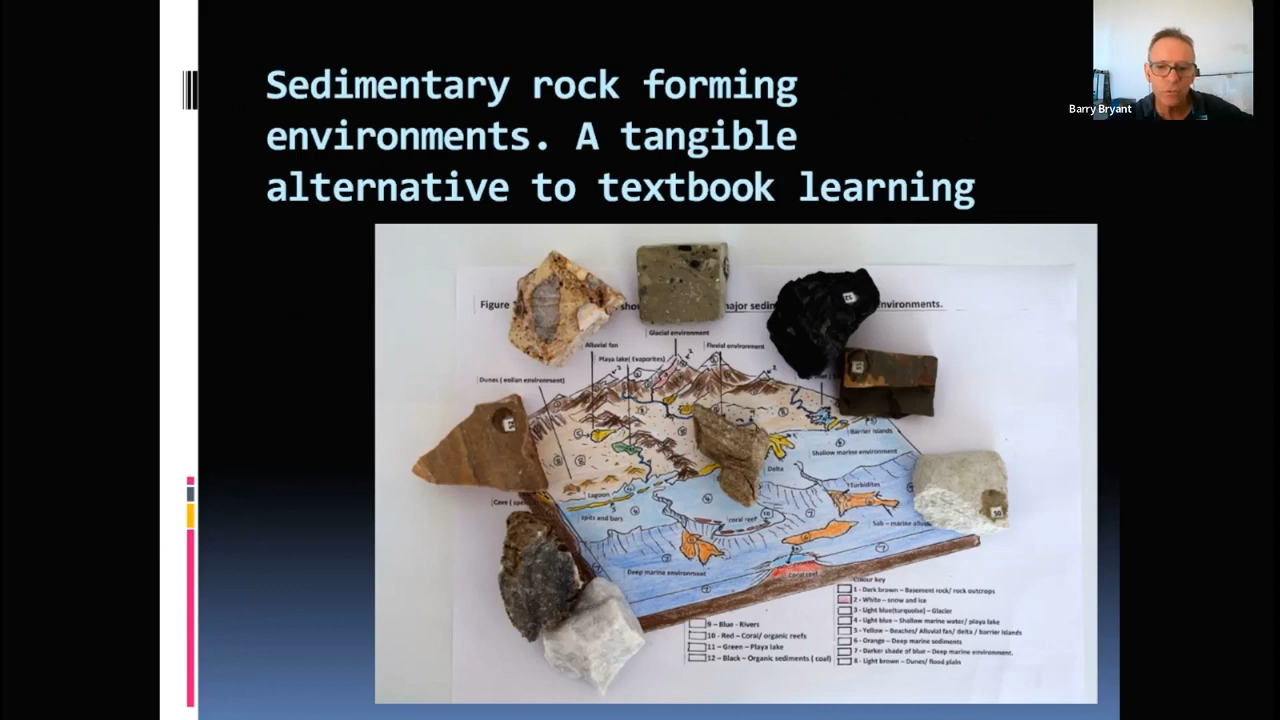 Sedimentary rock forming
environments. A tangible
alternative to textbook learning
Barry Bryant
Figure
major
environments.
Glacial environment
Alluvial fan
Fluvial environment
Playa lake( Evaporites)
Dunes ( eolian environment)
Barrier islands
Shallow marine environment
Delta
Turbidites
Lagoon
Cave (
spits and bars
coral reef
Sub – marine
Deep marine environment
Colour key
1 - Dark brown – Basement rock/ rock outcrops
2 – White – snow and ice
3 - Light blue(turquoise) – Glacier
4 - Light blue – Shallow marine water/ playa lake
5 - Yellow – Beaches/ Alluvial fan/ delta / barrier islands
6 - Orange – Deep marine sediments
7 - Darker shade of blue – Deep marine environment.
8 - Light brown – Dunes/ flood plain
9 – Blue - Rivers
10 - Red – Coral/ organic reefs
11 – Green – Playa lake
12 – Black – Organic sediments ( coal)